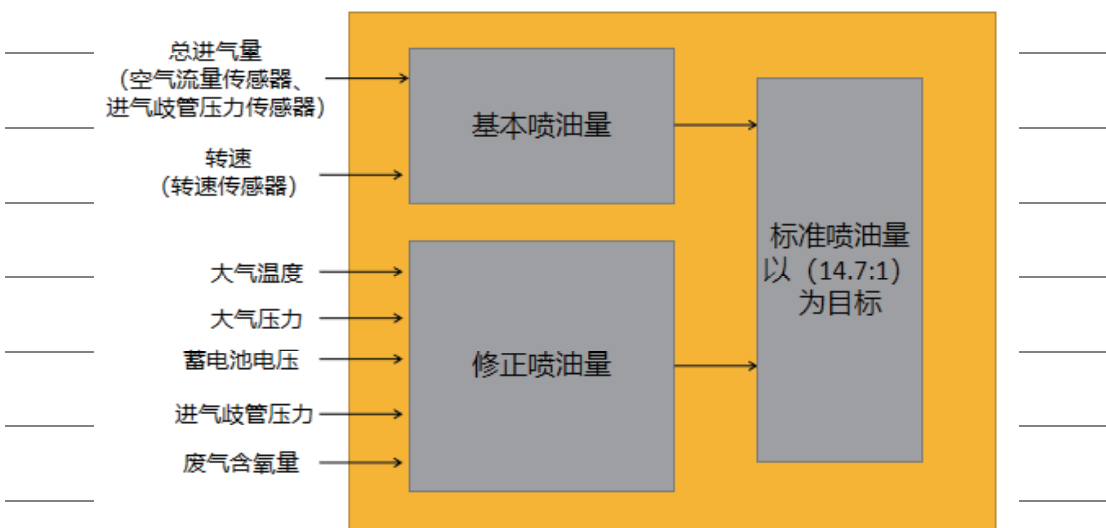 总进气量
（空气流量传感器、
进气歧管压力传感器）
转速
（转速传感器）
基本喷油量
大气温度
大气压力
蓄电池电压
进气歧管压力
废气含氧量
修正喷油量
标准喷油量
以（14.7:1）
为目标